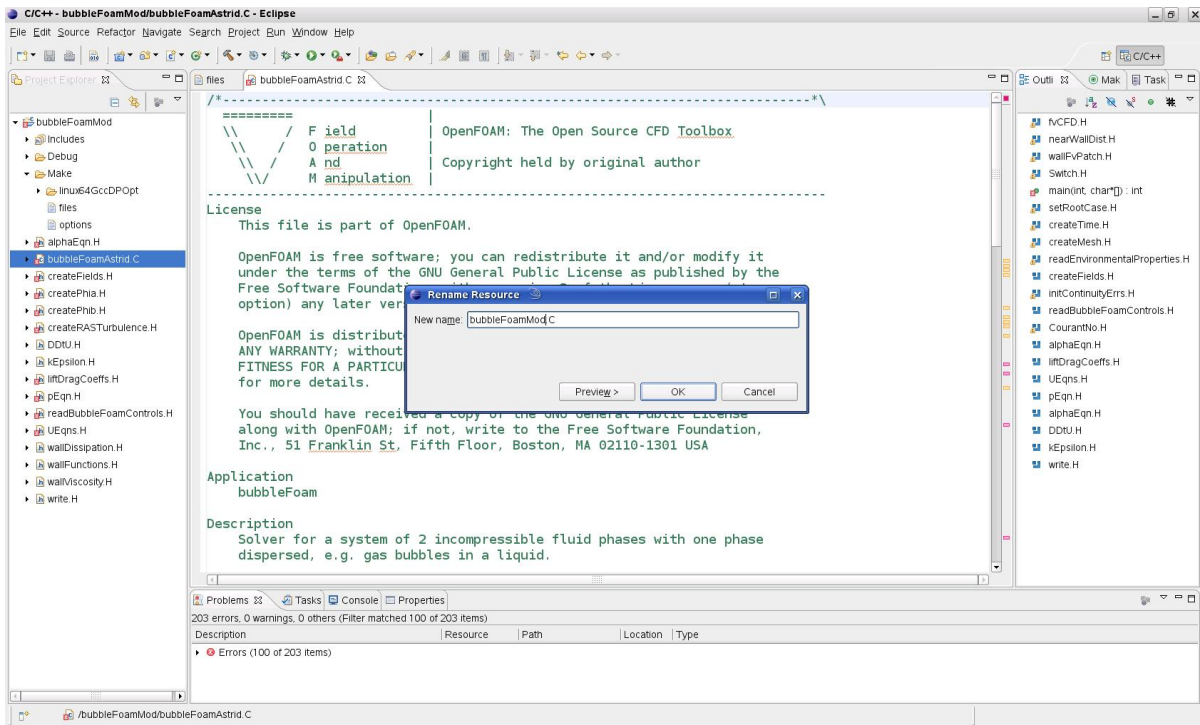 C/C++ - bubbleFoamMod/bubbleFoamAstrid.C - Eclipse
File Edit Source Refactor Navigate Search Project Run Window Help
C/C++
Project Explorer
files
bubbleFoamAstrid.C
Outli
Mak
Task
bubbleFoamMod
Includes
Debug
Make
linux64GccDPOpt
files
options
alphaEqn.H
bubbleFoamAstrid.C
createFields.H
createPhia.H
createPhib.H
createRASTurbulence.H
DDtU.H
kEpsilon.H
liftDragCoeffs.H
pEqn.H
readBubbleFoamControls.H
UEqns.H
wallDissipation.H
wallFunctions.H
wallViscosity.H
write.H
/*---------------------------------------------------------------------------*\
=========                 |
\\      /  F ield         | OpenFOAM: The Open Source CFD Toolbox
\\    /   O peration     |
\\  /    A nd           | Copyright held by original author
\\/     M anipulation  |
-------------------------------------------------------------------------------
License
This file is part of OpenFOAM.
OpenFOAM is free software; you can redistribute it and/or modify it
under the terms of the GNU General Public License as published by the
Free Software Foundat
option) any later ver
OpenFOAM is distribut
ANY WARRANTY; without
FITNESS FOR A PARTICU
for more details.
You should have received a copy of the GNU General Public License
along with OpenFOAM; if not, write to the Free Software Foundation,
Inc., 51 Franklin St, Fifth Floor, Boston, MA 02110-1301 USA
Application
bubbleFoam
Description
Solver for a system of 2 incompressible fluid phases with one phase
dispersed, e.g. gas bubbles in a liquid.
Rename Resource
New name: bubbleFoamMod.C
Preview >
OK
Cancel
fvCFD.H
nearWallDist.H
wallFvPatch.H
Switch.H
main(int, char*[]) : int
setRootCase.H
createTime.H
createMesh.H
readEnvironmentalProperties.H
createFields.H
initContinuityErrs.H
readBubbleFoamControls.H
CourantNo.H
alphaEqn.H
liftDragCoeffs.H
UEqns.H
pEqn.H
alphaEqn.H
DDtU.H
kEpsilon.H
write.H
Problems
Tasks
Console
Properties
203 errors, 0 warnings, 0 others (Filter matched 100 of 203 items)
Description Resource Path Location Type
Errors (100 of 203 items)
/bubbleFoamMod/bubbleFoamAstrid.C